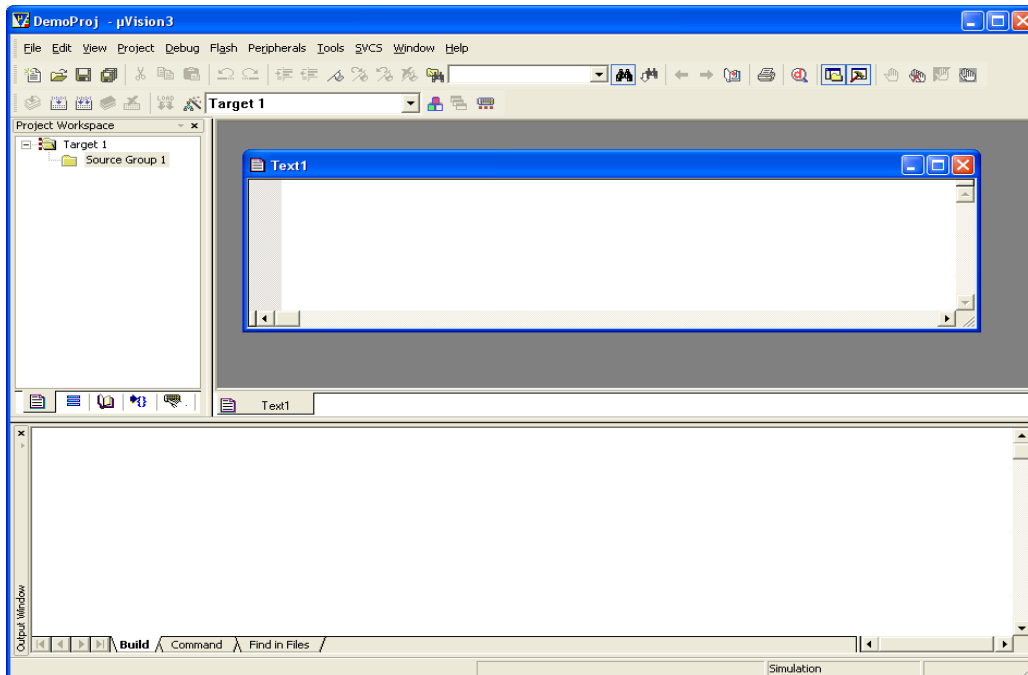 DemoProj - µVision3
File Edit View Project Debug Flash Peripherals Tools SVCS Window Help
Target 1
Project Workspace
Target 1
Source Group 1
Text1
Text1
Output Window
Build Command Find in Files
Simulation